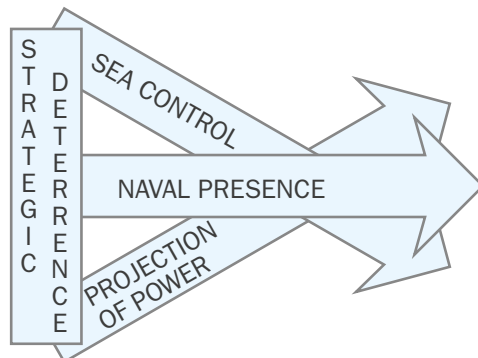 STRATEGIC
DETERRENCE
SEA CONTROL
NAVAL PRESENCE
PROJECTION
OF POWER